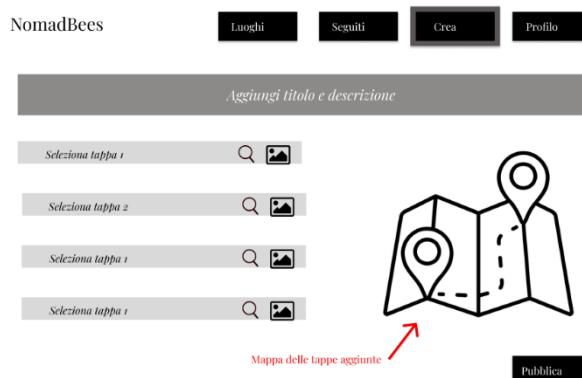 NomadBees
Luoghi
Seguiti
Crea
Profilo
Aggiungi titolo e descrizione
Seleziona tappa 1
Seleziona tappa 2
Seleziona tappa 1
Seleziona tappa 1
Mappa delle tappe aggiunte
Pubblica